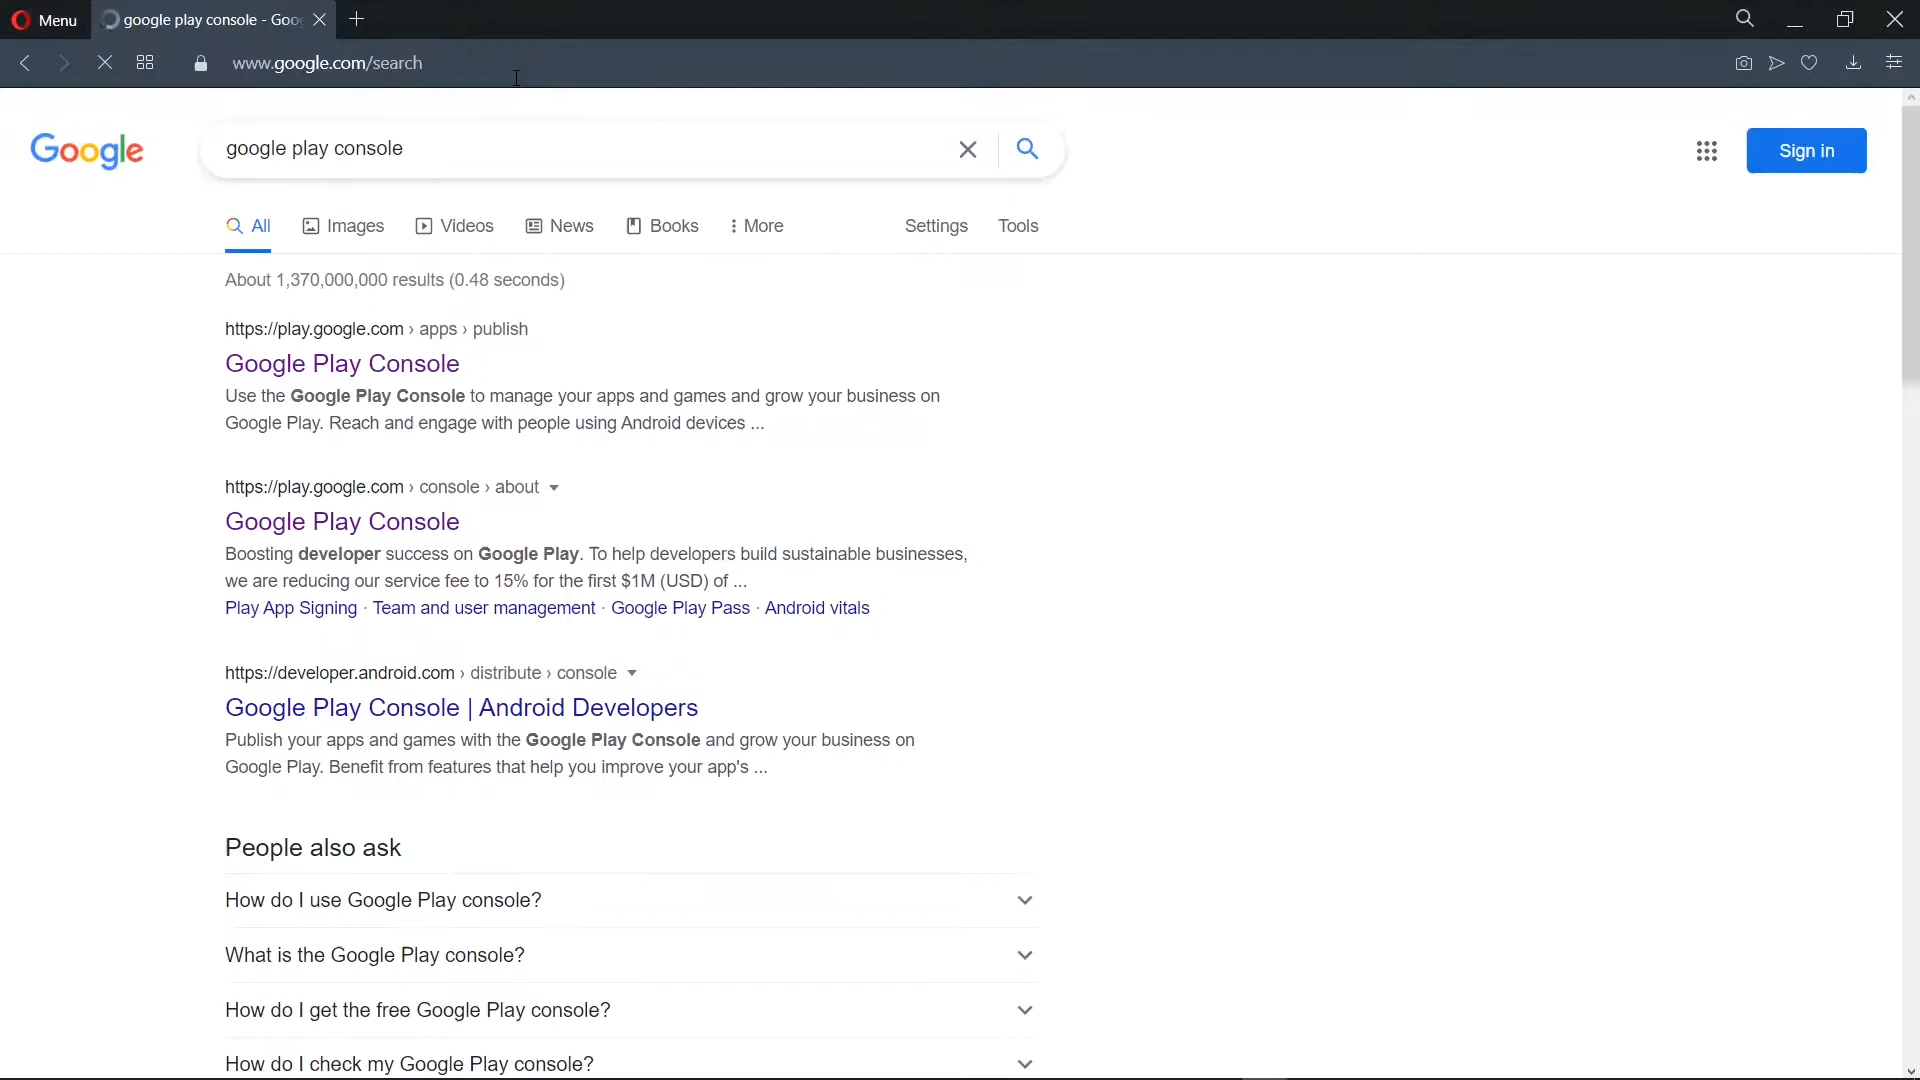 Menu
google play console - Goo
www.google.com/search
Google
google play console
Sign in
All
Images
Videos
News
Books
More
Settings
Tools
About 1,370,000,000 results (0.48 seconds)
https://play.google.com › apps › publish
Google Play Console
Use the Google Play Console to manage your apps and games and grow your business on
Google Play. Reach and engage with people using Android devices ...
https://play.google.com › console › about
Google Play Console
Boosting developer success on Google Play. To help developers build sustainable businesses,
we are reducing our service fee to 15% for the first $1M (USD) of ...
Play App Signing · Team and user management · Google Play Pass · Android vitals
https://developer.android.com › distribute › console
Google Play Console | Android Developers
Publish your apps and games with the Google Play Console and grow your business on
Google Play. Benefit from features that help you improve your app's ...
People also ask
How do I use Google Play console?
What is the Google Play console?
How do I get the free Google Play console?
How do I check my Google Play console?